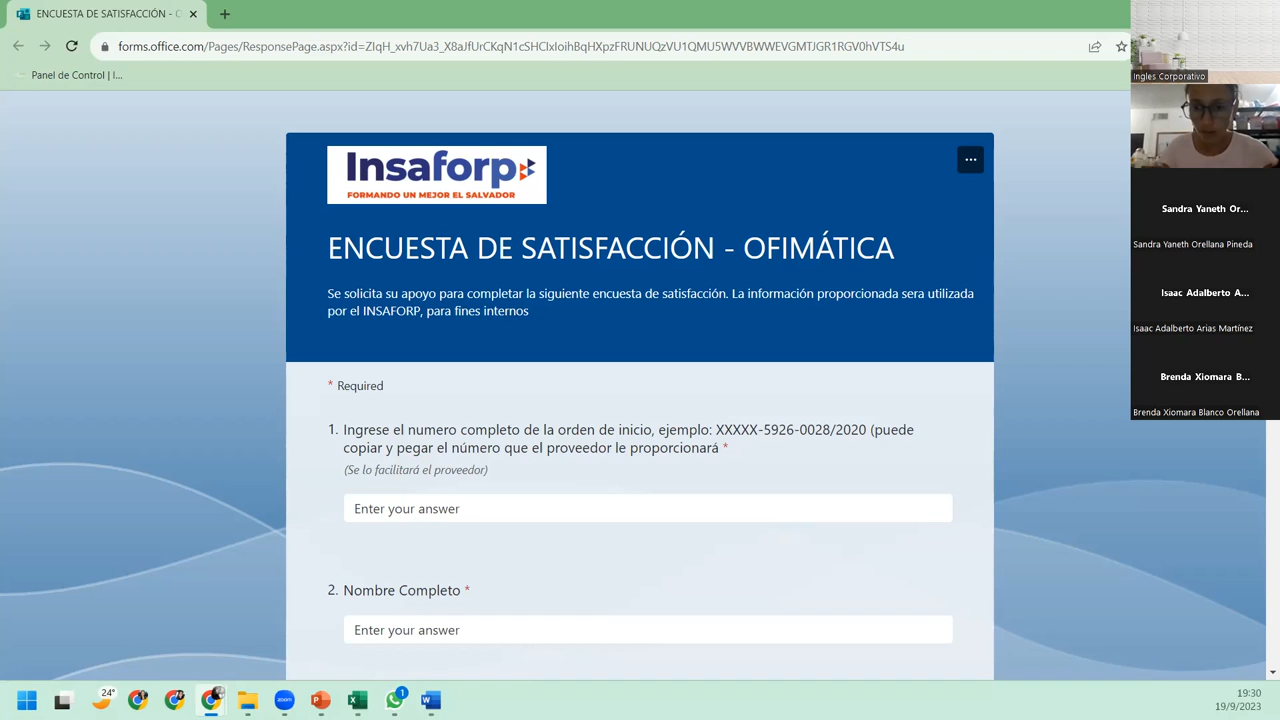 ENCUESTA DE SATISFACCIÓN - O
forms.office.com/Pages/ResponsePage.aspx?id=ZIqH_xvh7Ua3_XBaJfUrCKqN1cSHClxIoihBqHXpzFRUNUQzVU1QMU5WVVBWWEVGMTJGR1RGV0hVTS4u
Panel de Control | I...
Insaforp
FORMANDO UN MEJOR EL SALVADOR
ENCUESTA DE SATISFACCIÓN - OFIMÁTICA
Se solicita su apoyo para completar la siguiente encuesta de satisfacción. La información proporcionada sera utilizada
por el INSAFORP, para fines internos
* Required
1. Ingrese el numero completo de la orden de inicio, ejemplo: XXXXX-5926-0028/2020 (puede
copiar y pegar el número que el proveedor le proporcionará *
(Se lo facilitará el proveedor)
Enter your answer
2. Nombre Completo *
Enter your answer
Ingles Corporativo
Sandra Yaneth Or...
Sandra Yaneth Orellana Pineda
Isaac Adalberto A...
Isaac Adalberto Arias Martínez
Brenda Xiomara B...
Brenda Xiomara Blanco Orellana
24°
zoom
1
19:30
19/9/2023